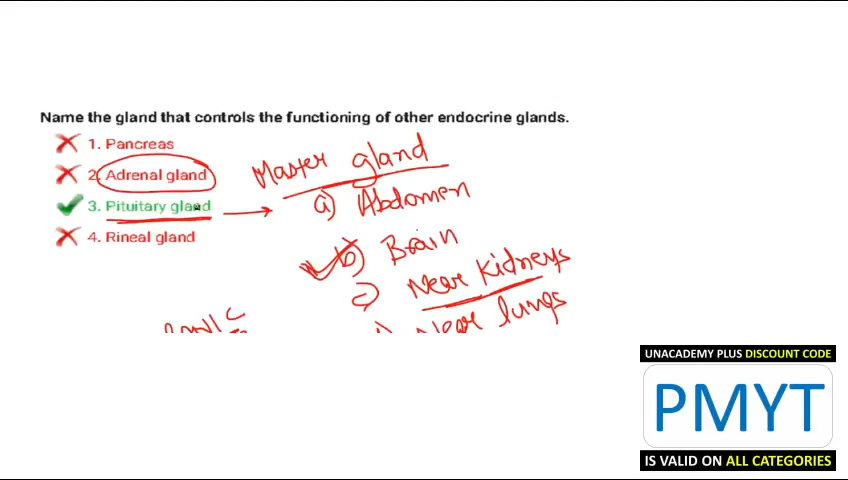 Name the gland that controls the functioning of other endocrine glands.
1. Pancreas
2. Adrenal gland
3. Pituitary gland
4. Rineal gland
Master gland
a) Abdomen
b) Brain
c) Near Kidneys
Near lungs
UNACADEMY PLUS DISCOUNT CODE
PMYT
IS VALID ON ALL CATEGORIES